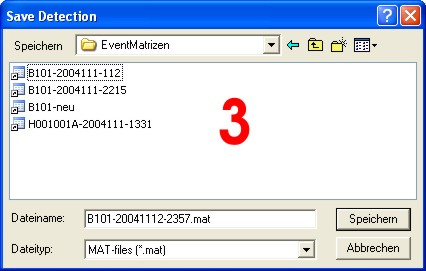 Save Detection
Speichern
EventMatrizen
B101-2004111-112
B101-2004111-2215
B101-neu
H001001A-2004111-1331
3
Dateiname:
B101-20041112-2357.mat
Speichern
Dateityp:
MAT-files (*.mat)
Abbrechen